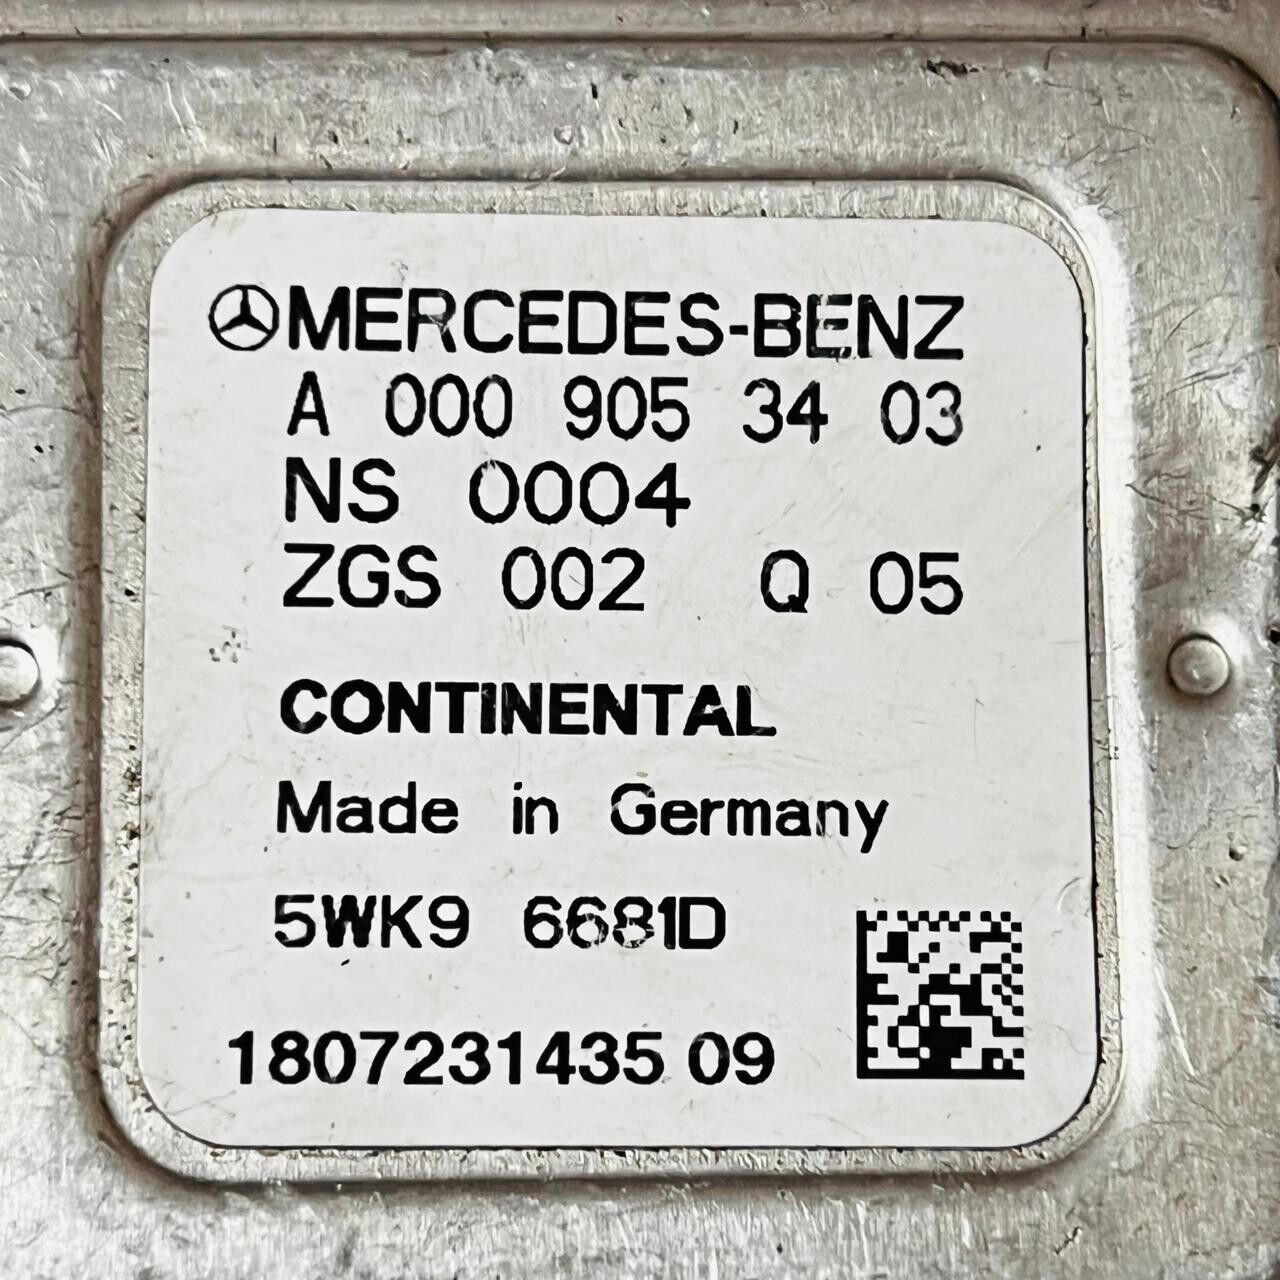 MERCEDES-BENZ
A 000 905 34 03
NS 0004
ZGS 002 Q 05
CONTINENTAL
Made in Germany
5WK9 6681D
1807231435 09